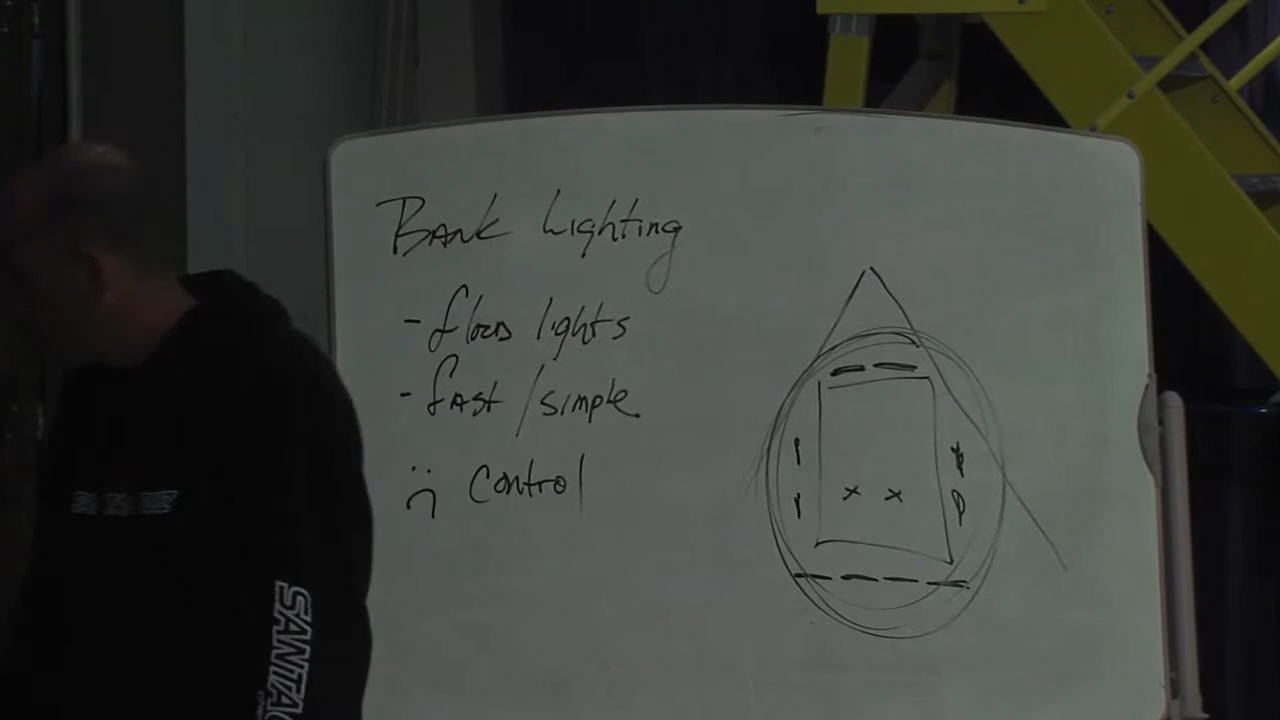 Bank Lighting
- flood lights
- fast / simple
:( control
SANTA